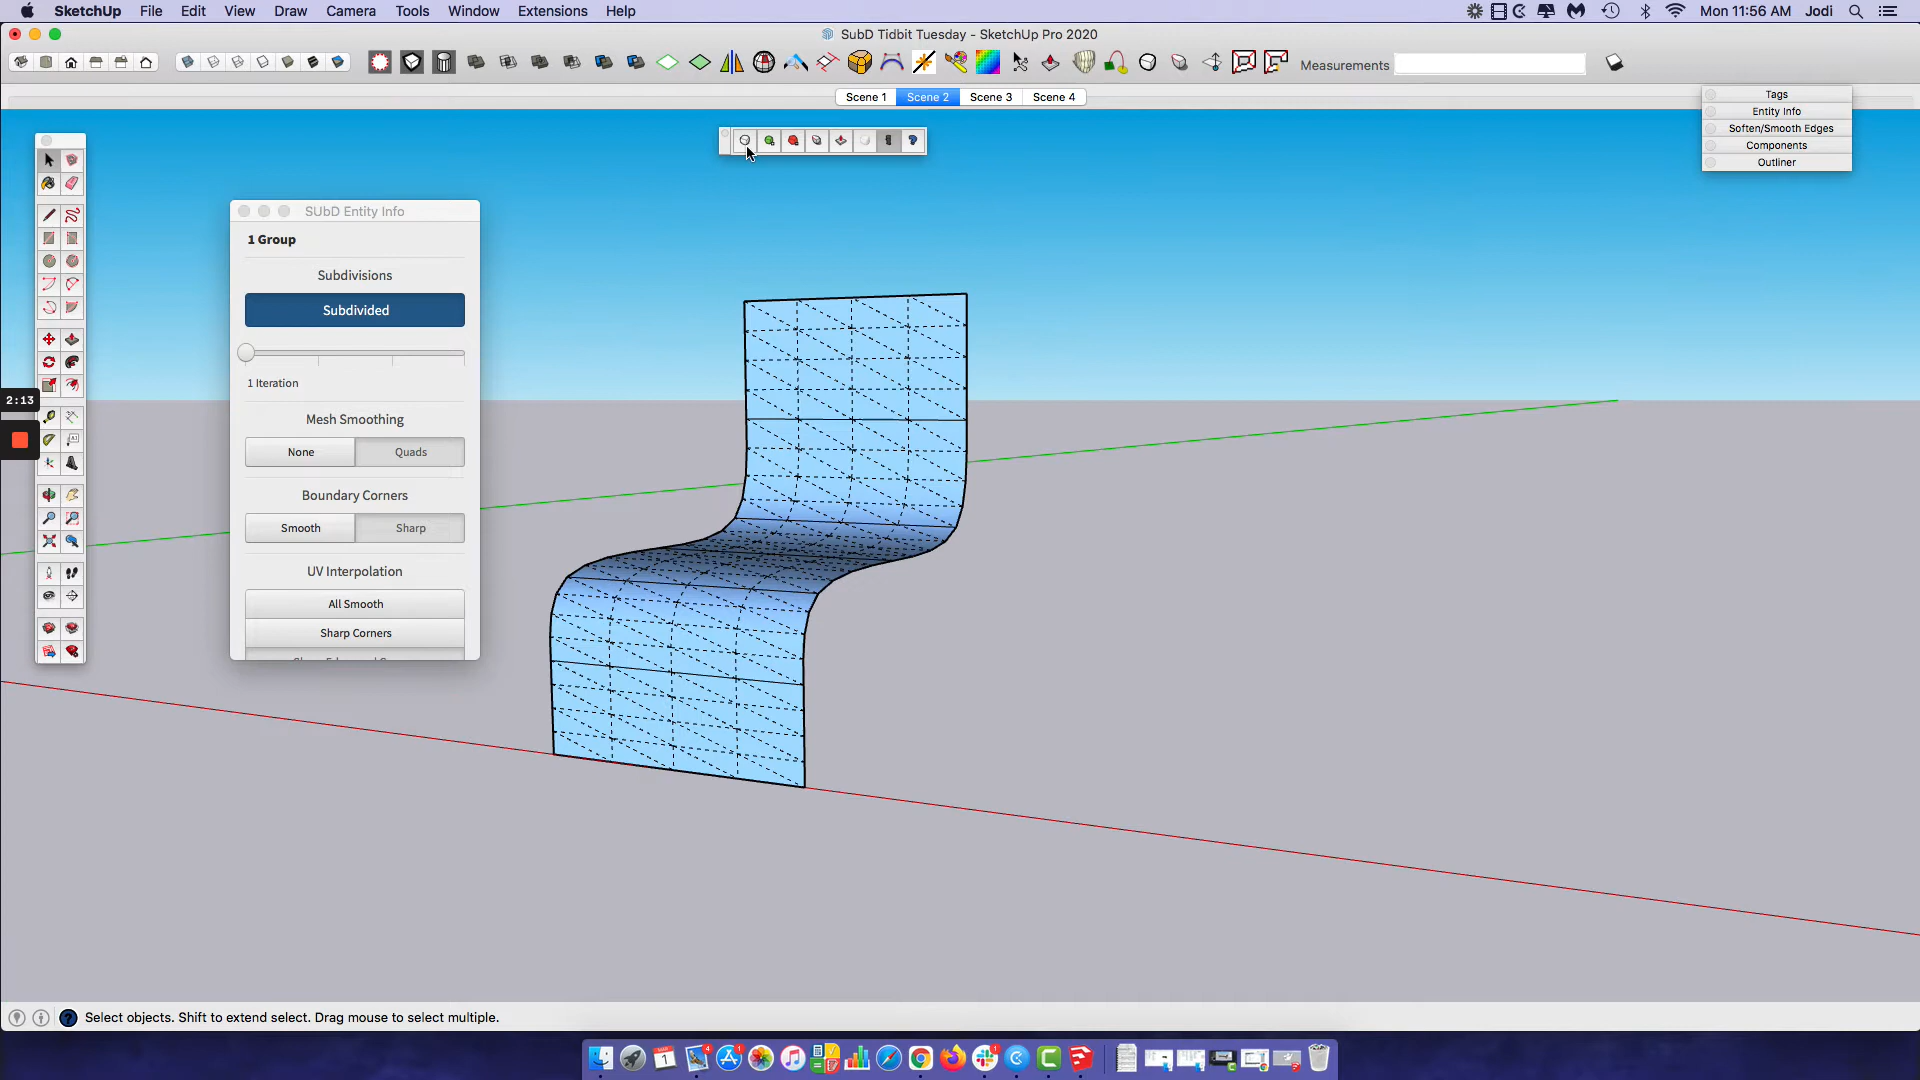 SketchUp File Edit View Draw Camera Tools Window Extensions Help Mon 11:56 AM Jodi
SubD Tidbit Tuesday - SketchUp Pro 2020
Measurements
Scene 1 Scene 2 Scene 3 Scene 4
Tags
Entity Info
Soften/Smooth Edges
Components
Outliner
SUbD Entity Info
1 Group
Subdivisions
Subdivided
1 Iteration
Mesh Smoothing
None Quads
Boundary Corners
Smooth Sharp
UV Interpolation
All Smooth
Sharp Corners
2:13
Select objects. Shift to extend select. Drag mouse to select multiple.